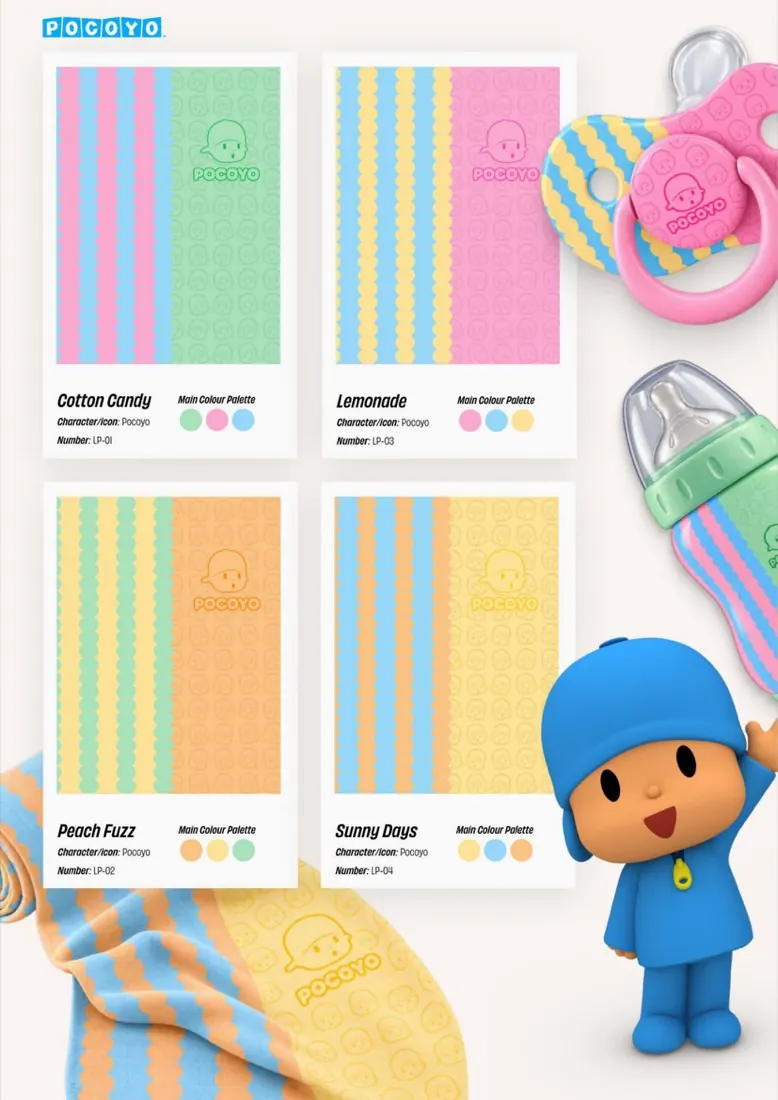 POCOYO.
POCOYO
Cotton Candy
Main Colour Palette
Character/Icon: Pocoyo
Number: LP-01
POCOYO
Lemonade
Main Colour Palette
Character/Icon: Pocoyo
Number: LP-03
POCOYO
POCOYO
Peach Fuzz
Main Colour Palette
Character/Icon: Pocoyo
Number: LP-02
POCOYO
Sunny Days
Main Colour Palette
Character/Icon: Pocoyo
Number: LP-04
POCOYO